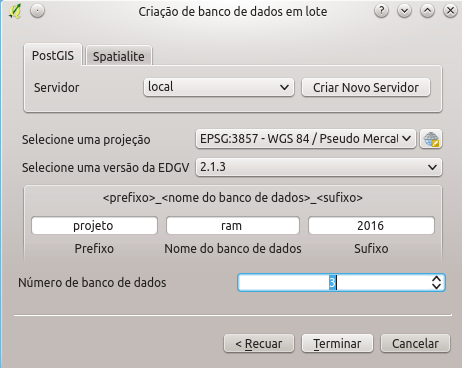 Criação de banco de dados em lote
PostGIS Spatialite
Servidor local Criar Novo Servidor
Selecione uma projeção EPSG:3857 - WGS 84 / Pseudo Mercat
Selecione uma versão da EDGV 2.1.3
<prefixo>_<nome do banco de dados>_<sufixo>
projeto ram 2016
Prefixo Nome do banco de dados Sufixo
Número de banco de dados 3
< Recuar Terminar Cancelar